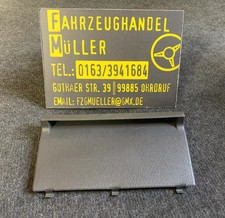 FAHRZEUGHANDEL
MÜLLER
TEL.: 0163/3941684
GOTHAER STR. 39 | 99885 OHRDRUF
EMAIL: FZGMUELLER@GMX.DE